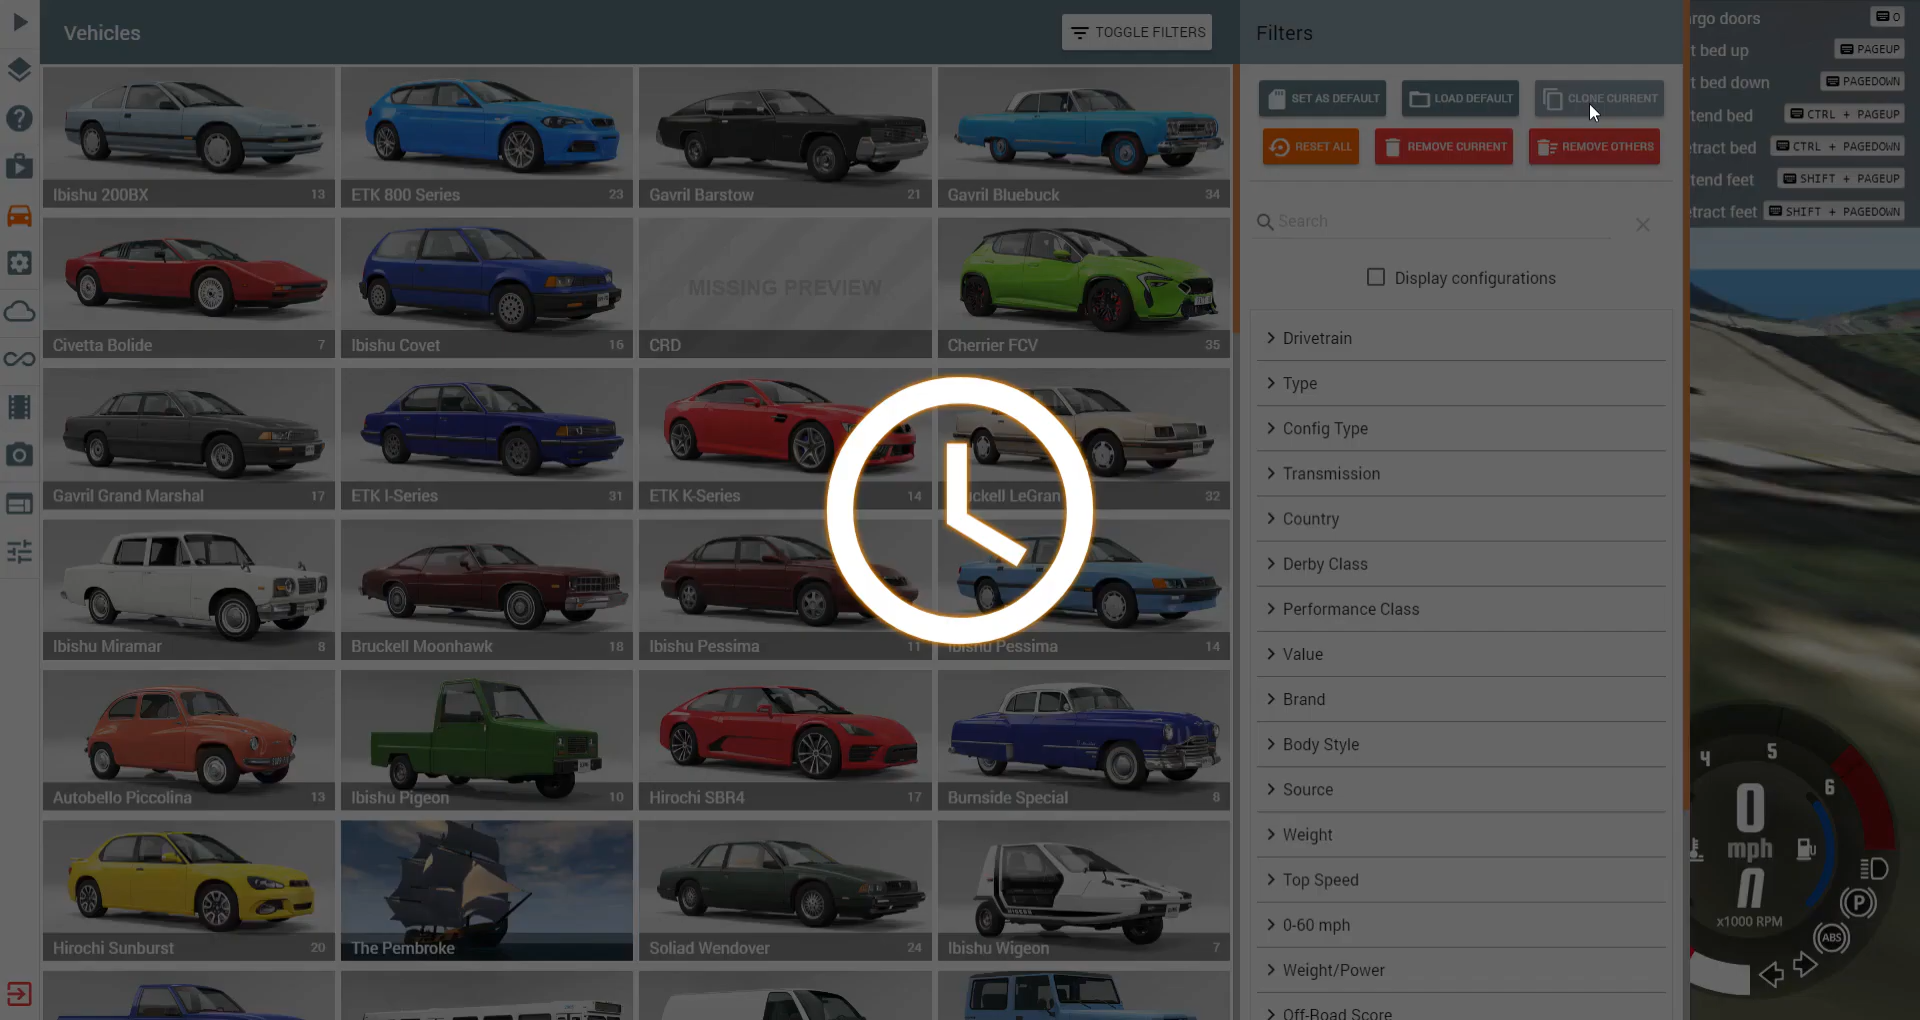 Vehicles
TOGGLE FILTERS
Ibishu 200BX 13
ETK 800 Series 23
Gavril Barstow 21
Gavril Bluebuck 34
Civetta Bolide 7
Ibishu Covet 16
MISSING PREVIEW
CRD
Cherrier FCV 35
Gavril Grand Marshal 17
ETK I-Series 31
ETK K-Series 14
uckell LeGran 32
Ibishu Miramar 8
Bruckell Moonhawk 18
Ibishu Pessima 11
Ibishu Pessima 14
Autobello Piccolina 13
Ibishu Pigeon 10
Hirochi SBR4 17
Burnside Special 8
Hirochi Sunburst 20
The Pembroke
Soliad Wendover 24
Ibishu Wigeon 7
Filters
SET AS DEFAULT
LOAD DEFAULT
CLONE CURRENT
RESET ALL
REMOVE CURRENT
REMOVE OTHERS
Search
Display configurations
Drivetrain
Type
Config Type
Transmission
Country
Derby Class
Performance Class
Value
Brand
Body Style
Source
Weight
Top Speed
0-60 mph
Weight/Power
Off-Road Score
rgo doors O
t bed up PAGEUP
t bed down PAGEDOWN
tend bed CTRL + PAGEUP
tract bed CTRL + PAGEDOWN
tend feet SHIFT + PAGEUP
etract feet SHIFT + PAGEDOWN
4
5
6
0
mph
n
x1000 RPM
P
ABS